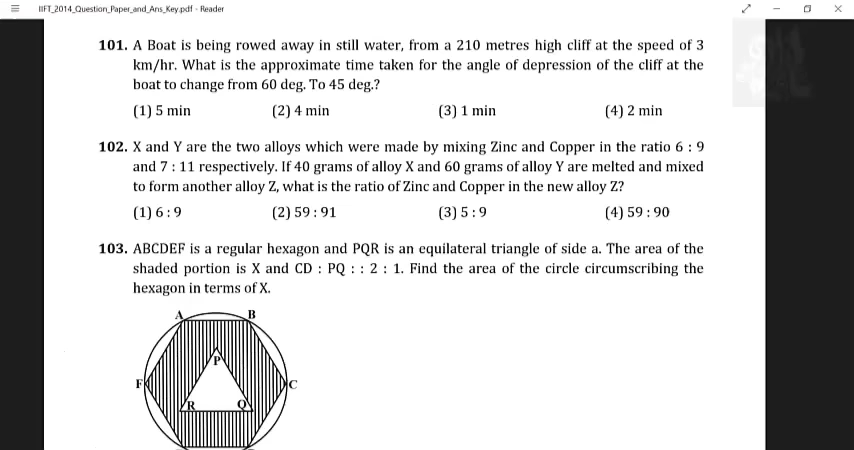 IIFT_2014_Question_Paper_and_Ans_Key.pdf - Reader
101. A Boat is being rowed away in still water, from a 210 metres high cliff at the speed of 3
km/hr. What is the approximate time taken for the angle of depression of the cliff at the
boat to change from 60 deg. To 45 deg.?
(1) 5 min (2) 4 min (3) 1 min (4) 2 min
102. X and Y are the two alloys which were made by mixing Zinc and Copper in the ratio 6 : 9
and 7 : 11 respectively. If 40 grams of alloy X and 60 grams of alloy Y are melted and mixed
to form another alloy Z, what is the ratio of Zinc and Copper in the new alloy Z?
(1) 6 : 9 (2) 59 : 91 (3) 5 : 9 (4) 59 : 90
103. ABCDEF is a regular hexagon and PQR is an equilateral triangle of side a. The area of the
shaded portion is X and CD : PQ : : 2 : 1. Find the area of the circle circumscribing the
hexagon in terms of X.
A B
P
F C
R Q